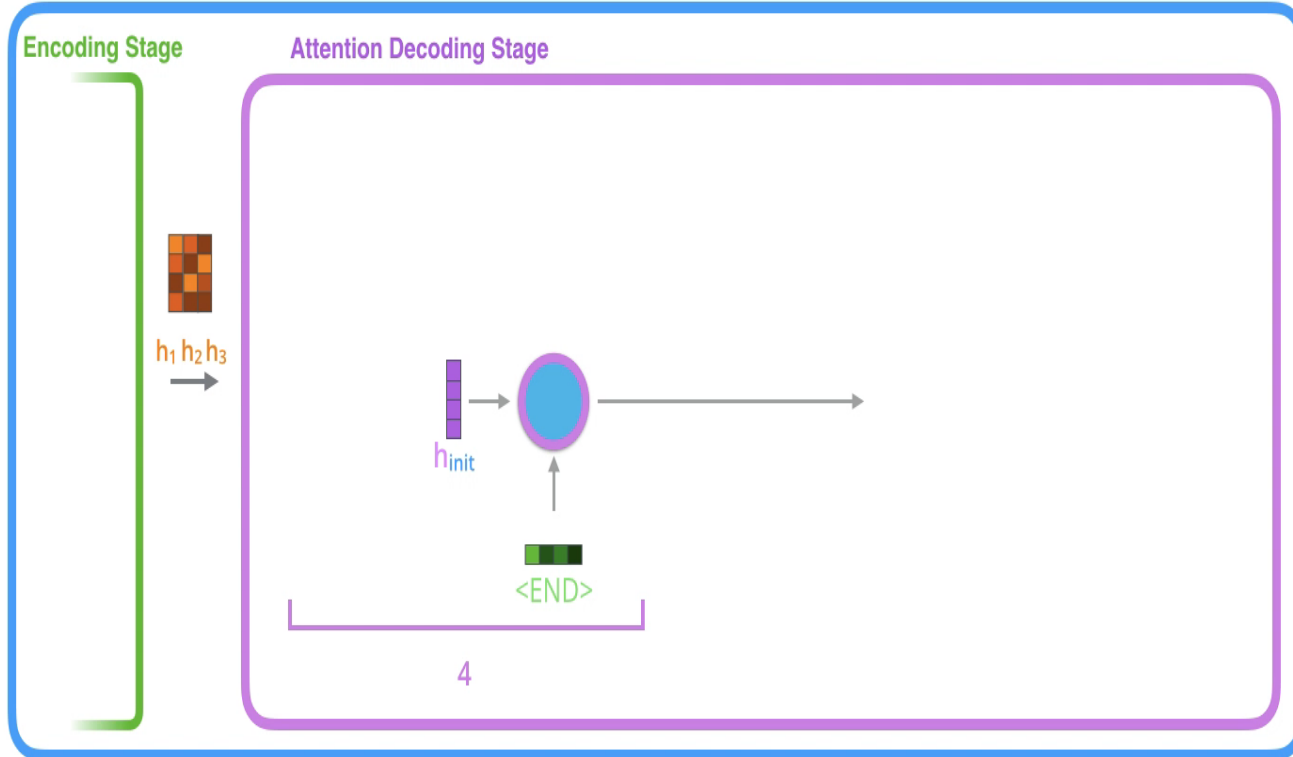 Encoding Stage
Attention Decoding Stage
h₁ h₂ h₃
hinit
<END>
4